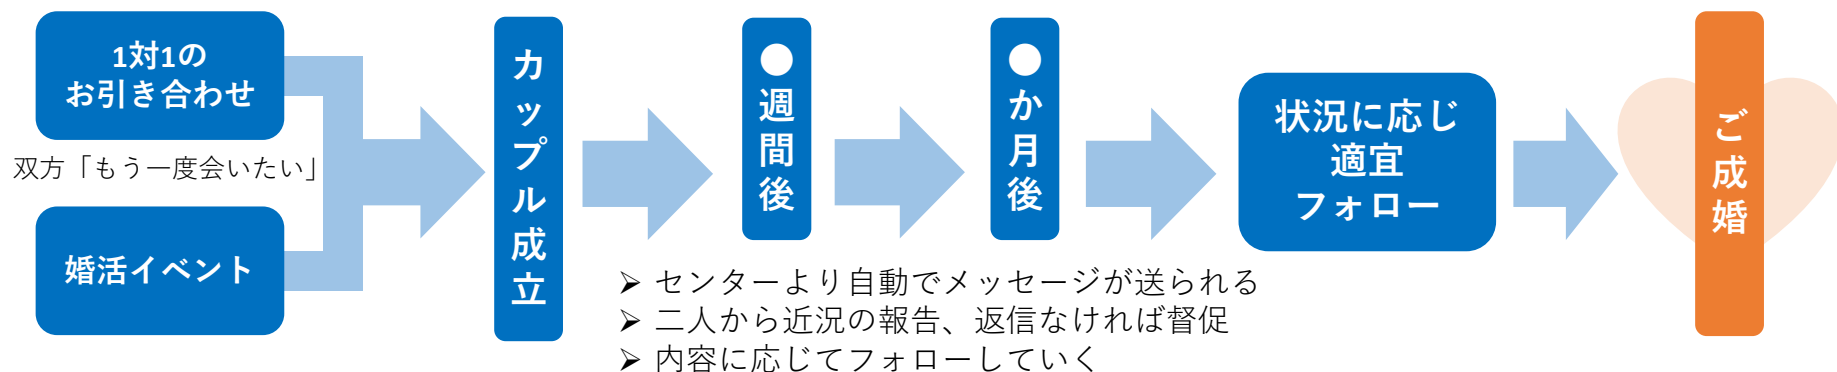 1対1の
お引き合わせ
双方「もう一度会いたい」
婚活イベント
カップル成立
●週間後
●か月後
➤ センターより自動でメッセージが送られる
➤ 二人から近況の報告、返信なければ督促
➤ 内容に応じてフォローしていく
状況に応じ
適宜
フォロー
ご成婚